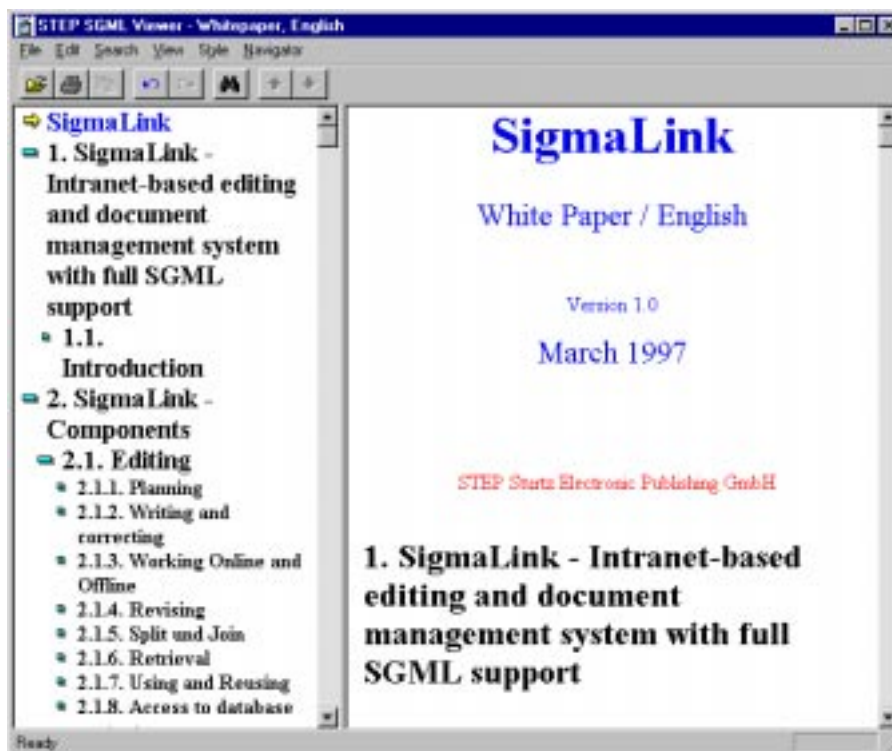 STEP SGML Viewer - Whitepaper, English
File Edit Search View Style Navigator
SigmaLink
1. SigmaLink -
Intranet-based editing
and document
management system
with full SGML
support
1.1.
Introduction
2. SigmaLink -
Components
2.1. Editing
2.1.1. Planning
2.1.2. Writing and
correcting
2.1.3. Working Online and
Offline
2.1.4. Revising
2.1.5. Split und Join
2.1.6. Retrieval
2.1.7. Using and Reusing
2.1.8. Access to database
SigmaLink
White Paper / English
Version 1.0
March 1997
STEP Sturtz Electronic Publishing GmbH
1. SigmaLink - Intranet-based
editing and document
management system with full
SGML support
Ready